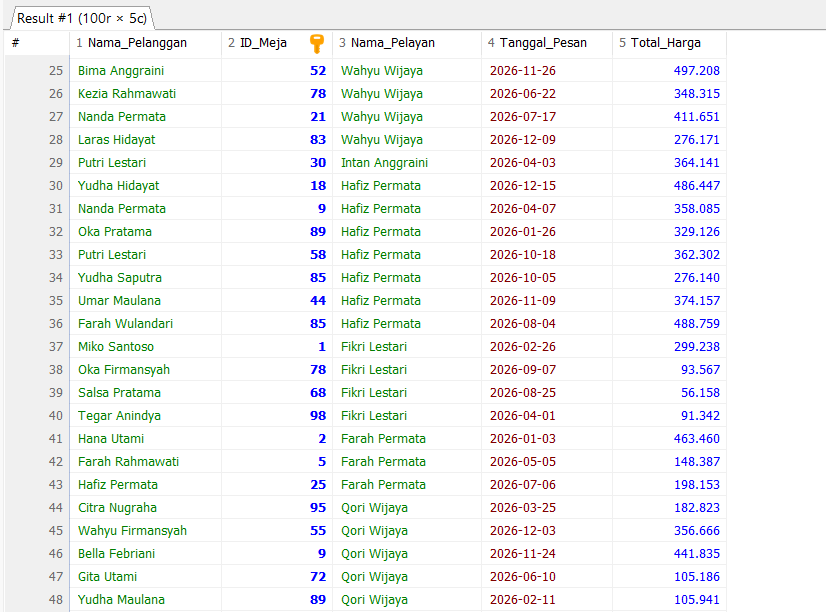 Result #1 (100r × 5c)
# 1 Nama_Pelanggan 2 ID_Meja 3 Nama_Pelayan 4 Tanggal_Pesan 5 Total_Harga
25 Bima Anggraini 52 Wahyu Wijaya 2026-11-26 497.208
26 Kezia Rahmawati 78 Wahyu Wijaya 2026-06-22 348.315
27 Nanda Permata 21 Wahyu Wijaya 2026-07-17 411.651
28 Laras Hidayat 83 Wahyu Wijaya 2026-12-09 276.171
29 Putri Lestari 30 Intan Anggraini 2026-04-03 364.141
30 Yudha Hidayat 18 Hafiz Permata 2026-12-15 486.447
31 Nanda Permata 9 Hafiz Permata 2026-04-07 358.085
32 Oka Pratama 89 Hafiz Permata 2026-01-26 329.126
33 Putri Lestari 58 Hafiz Permata 2026-10-18 362.302
34 Yudha Saputra 85 Hafiz Permata 2026-10-05 276.140
35 Umar Maulana 44 Hafiz Permata 2026-11-09 374.157
36 Farah Wulandari 85 Hafiz Permata 2026-08-04 488.759
37 Miko Santoso 1 Fikri Lestari 2026-02-26 299.238
38 Oka Firmansyah 78 Fikri Lestari 2026-09-07 93.567
39 Salsa Pratama 68 Fikri Lestari 2026-08-25 56.158
40 Tegar Anindya 98 Fikri Lestari 2026-04-01 91.342
41 Hana Utami 2 Farah Permata 2026-01-03 463.460
42 Farah Rahmawati 5 Farah Permata 2026-05-05 148.387
43 Hafiz Permata 25 Farah Permata 2026-07-06 198.153
44 Citra Nugraha 95 Qori Wijaya 2026-03-25 182.823
45 Wahyu Firmansyah 55 Qori Wijaya 2026-12-03 356.666
46 Bella Febriani 9 Qori Wijaya 2026-11-24 441.835
47 Gita Utami 72 Qori Wijaya 2026-06-10 105.186
48 Yudha Maulana 89 Qori Wijaya 2026-02-11 105.941